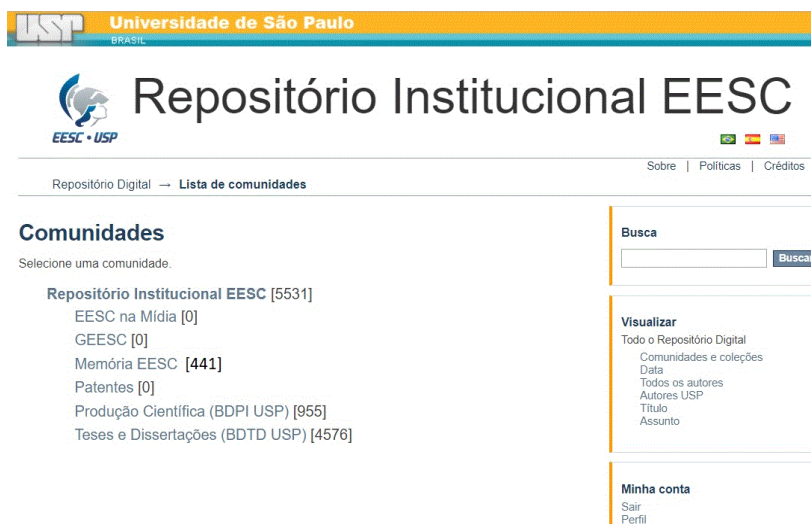 USP
Universidade de São Paulo
BRASIL
Repositório Institucional EESC
EESC • USP
Sobre | Políticas | Créditos
Repositório Digital → Lista de comunidades
Comunidades
Selecione uma comunidade.
Repositório Institucional EESC [5531]
EESC na Mídia [0]
GEESC [0]
Memória EESC [441]
Patentes [0]
Produção Científica (BDPI USP) [955]
Teses e Dissertações (BDTD USP) [4576]
Busca
Buscar
Visualizar
Todo o Repositório Digital
Comunidades e coleções
Data
Todos os autores
Autores USP
Título
Assunto
Minha conta
Sair
Perfil